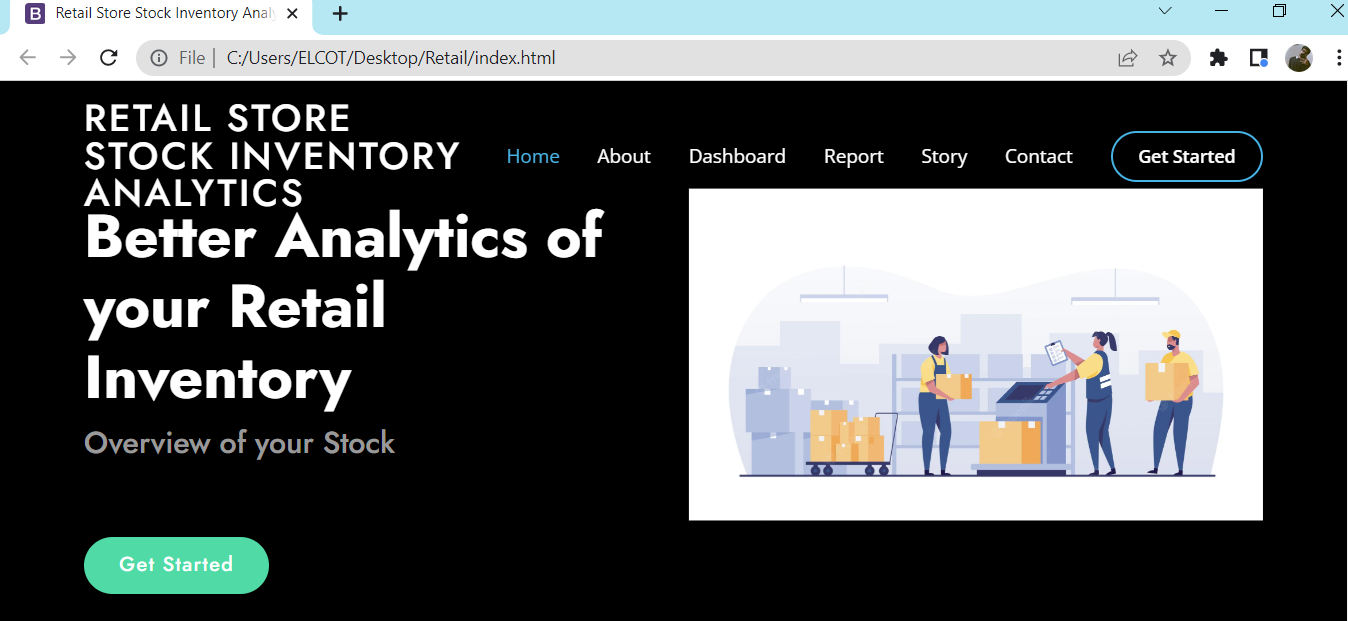 B Retail Store Stock Inventory Anal
File | C:/Users/ELCOT/Desktop/Retail/index.html
RETAIL STORE
STOCK INVENTORY
ANALYTICS
Home About Dashboard Report Story Contact Get Started
Better Analytics of
your Retail
Inventory
Overview of your Stock
Get Started